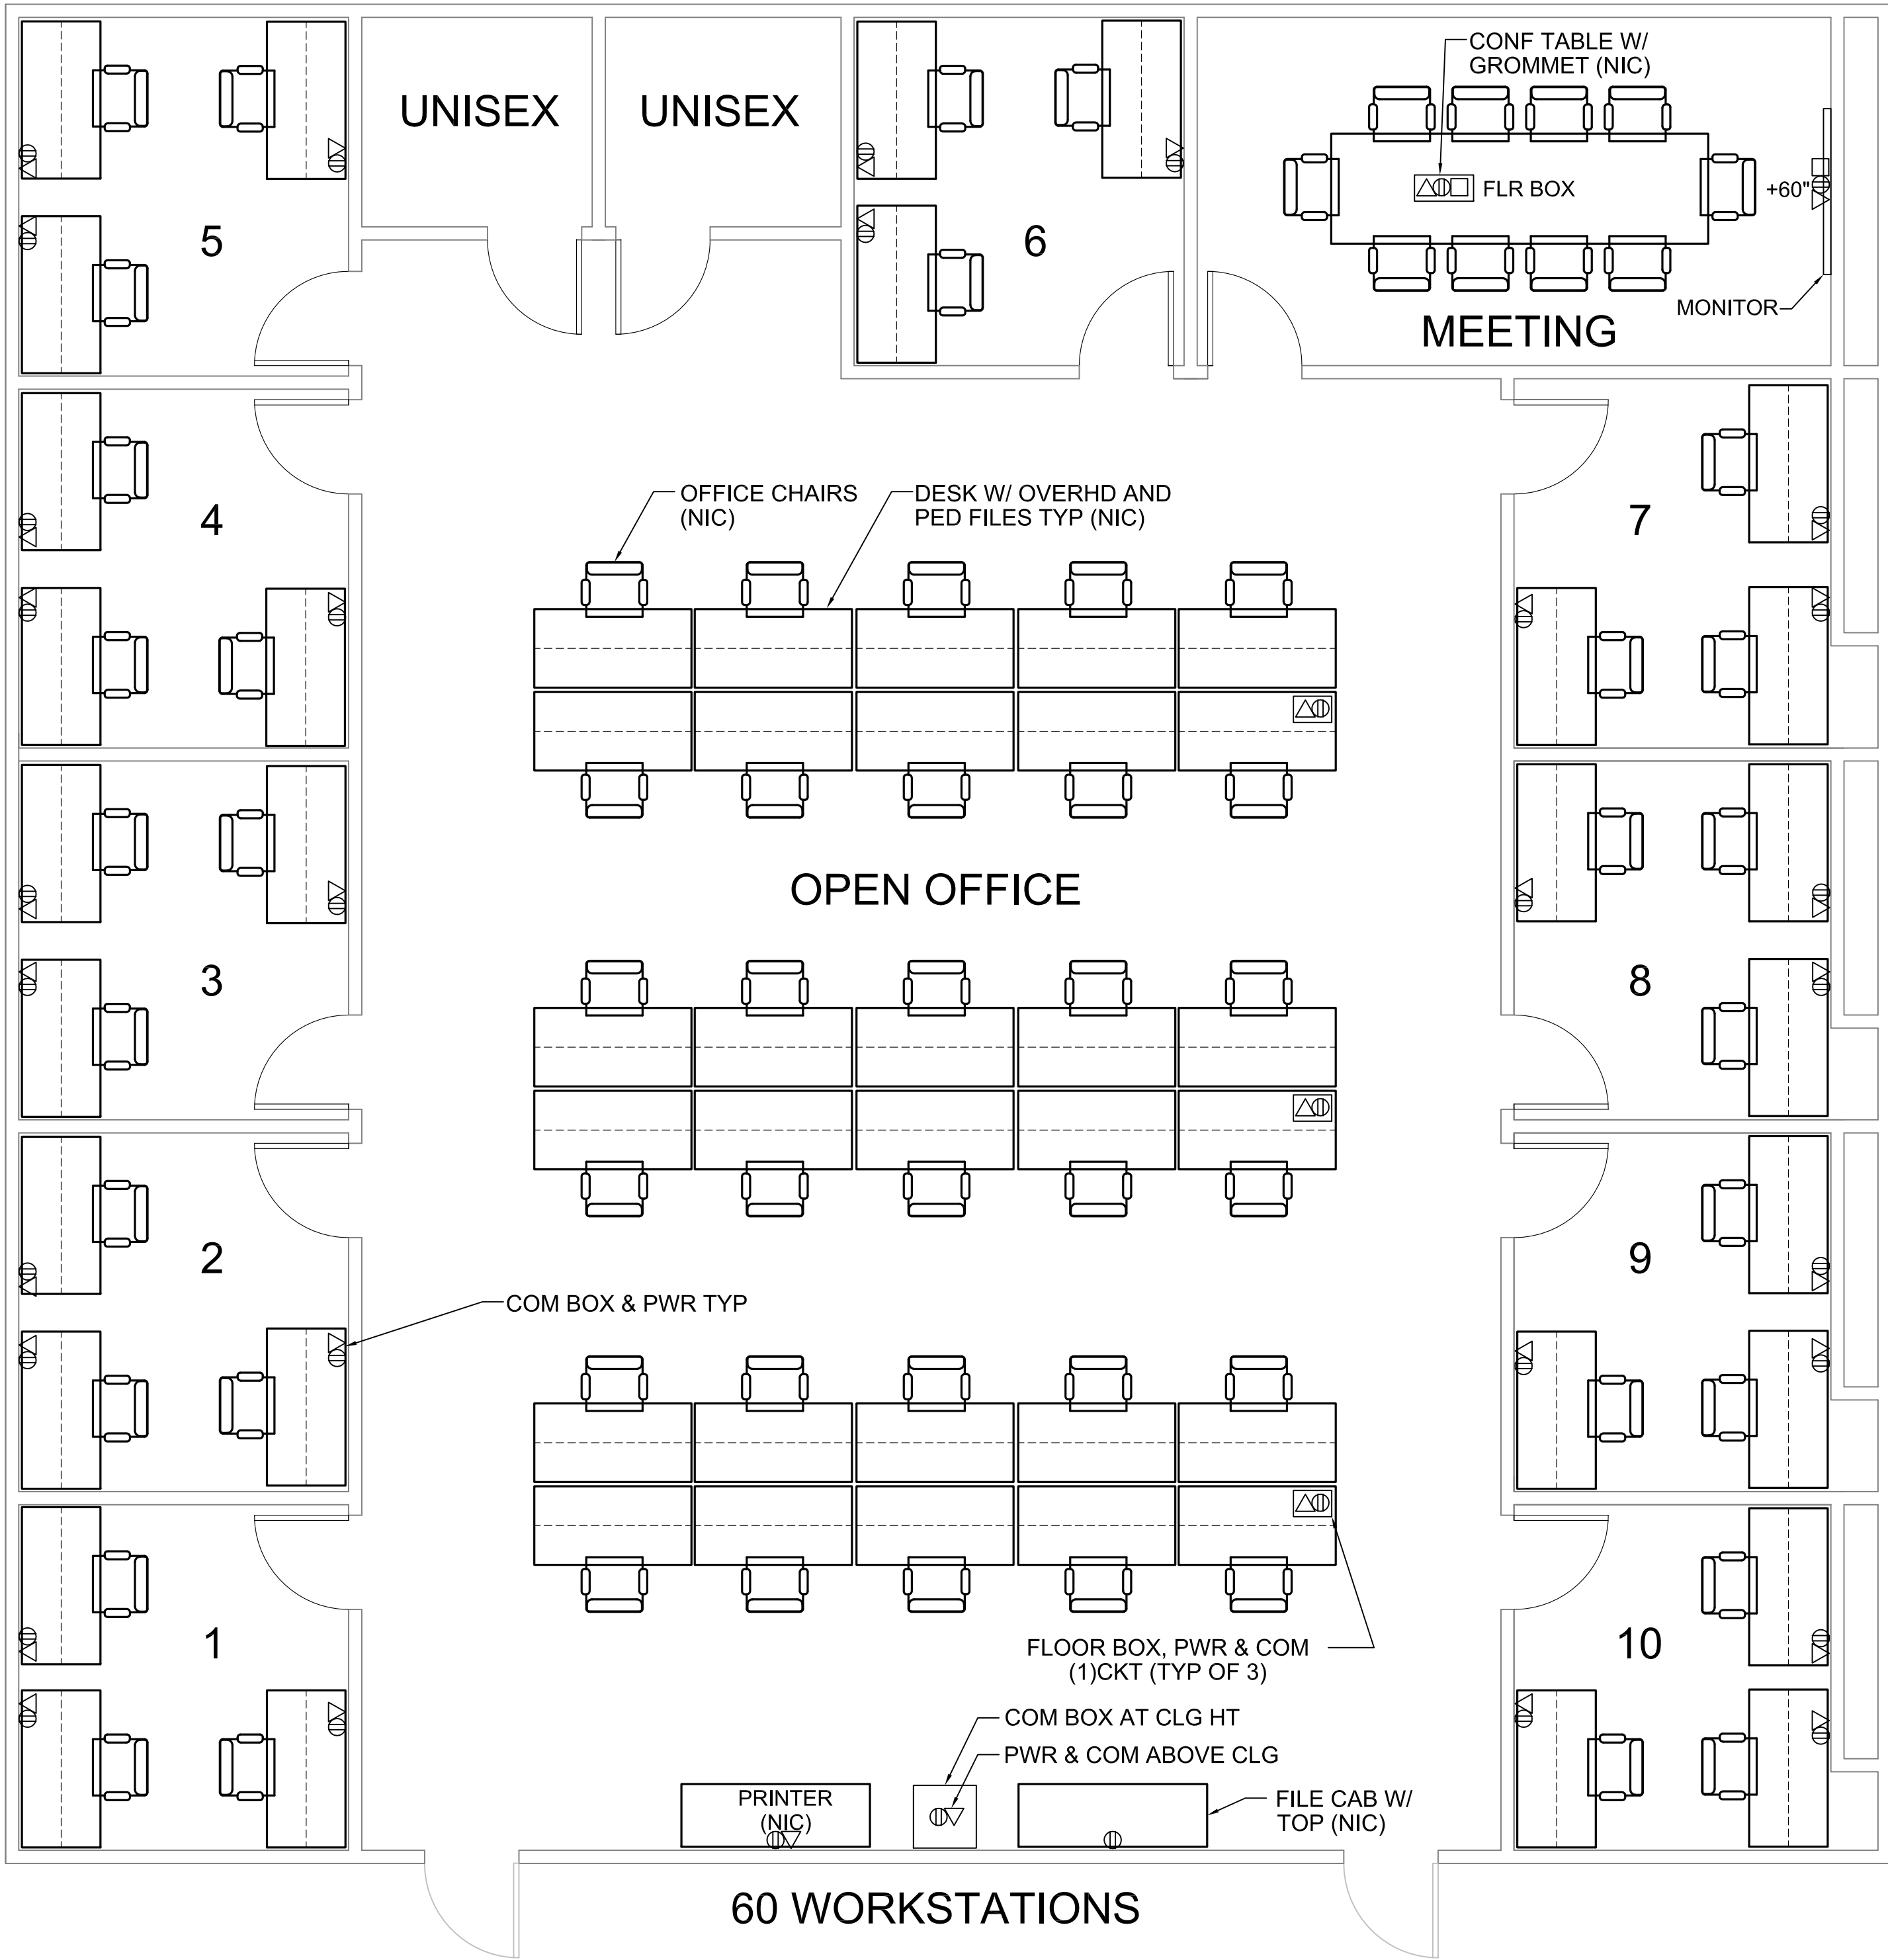 CONF TABLE W/
GROMMET (NIC)
UNISEX
UNISEX
FLR BOX
+60"
5
6
MONITOR
MEETING
OFFICE CHAIRS
(NIC)
DESK W/ OVERHD AND
PED FILES TYP (NIC)
4
7
OPEN OFFICE
3
8
2
9
COM BOX & PWR TYP
1
FLOOR BOX, PWR & COM
(1)CKT (TYP OF 3)
10
COM BOX AT CLG HT
PWR & COM ABOVE CLG
PRINTER
(NIC)
FILE CAB W/
TOP (NIC)
60 WORKSTATIONS